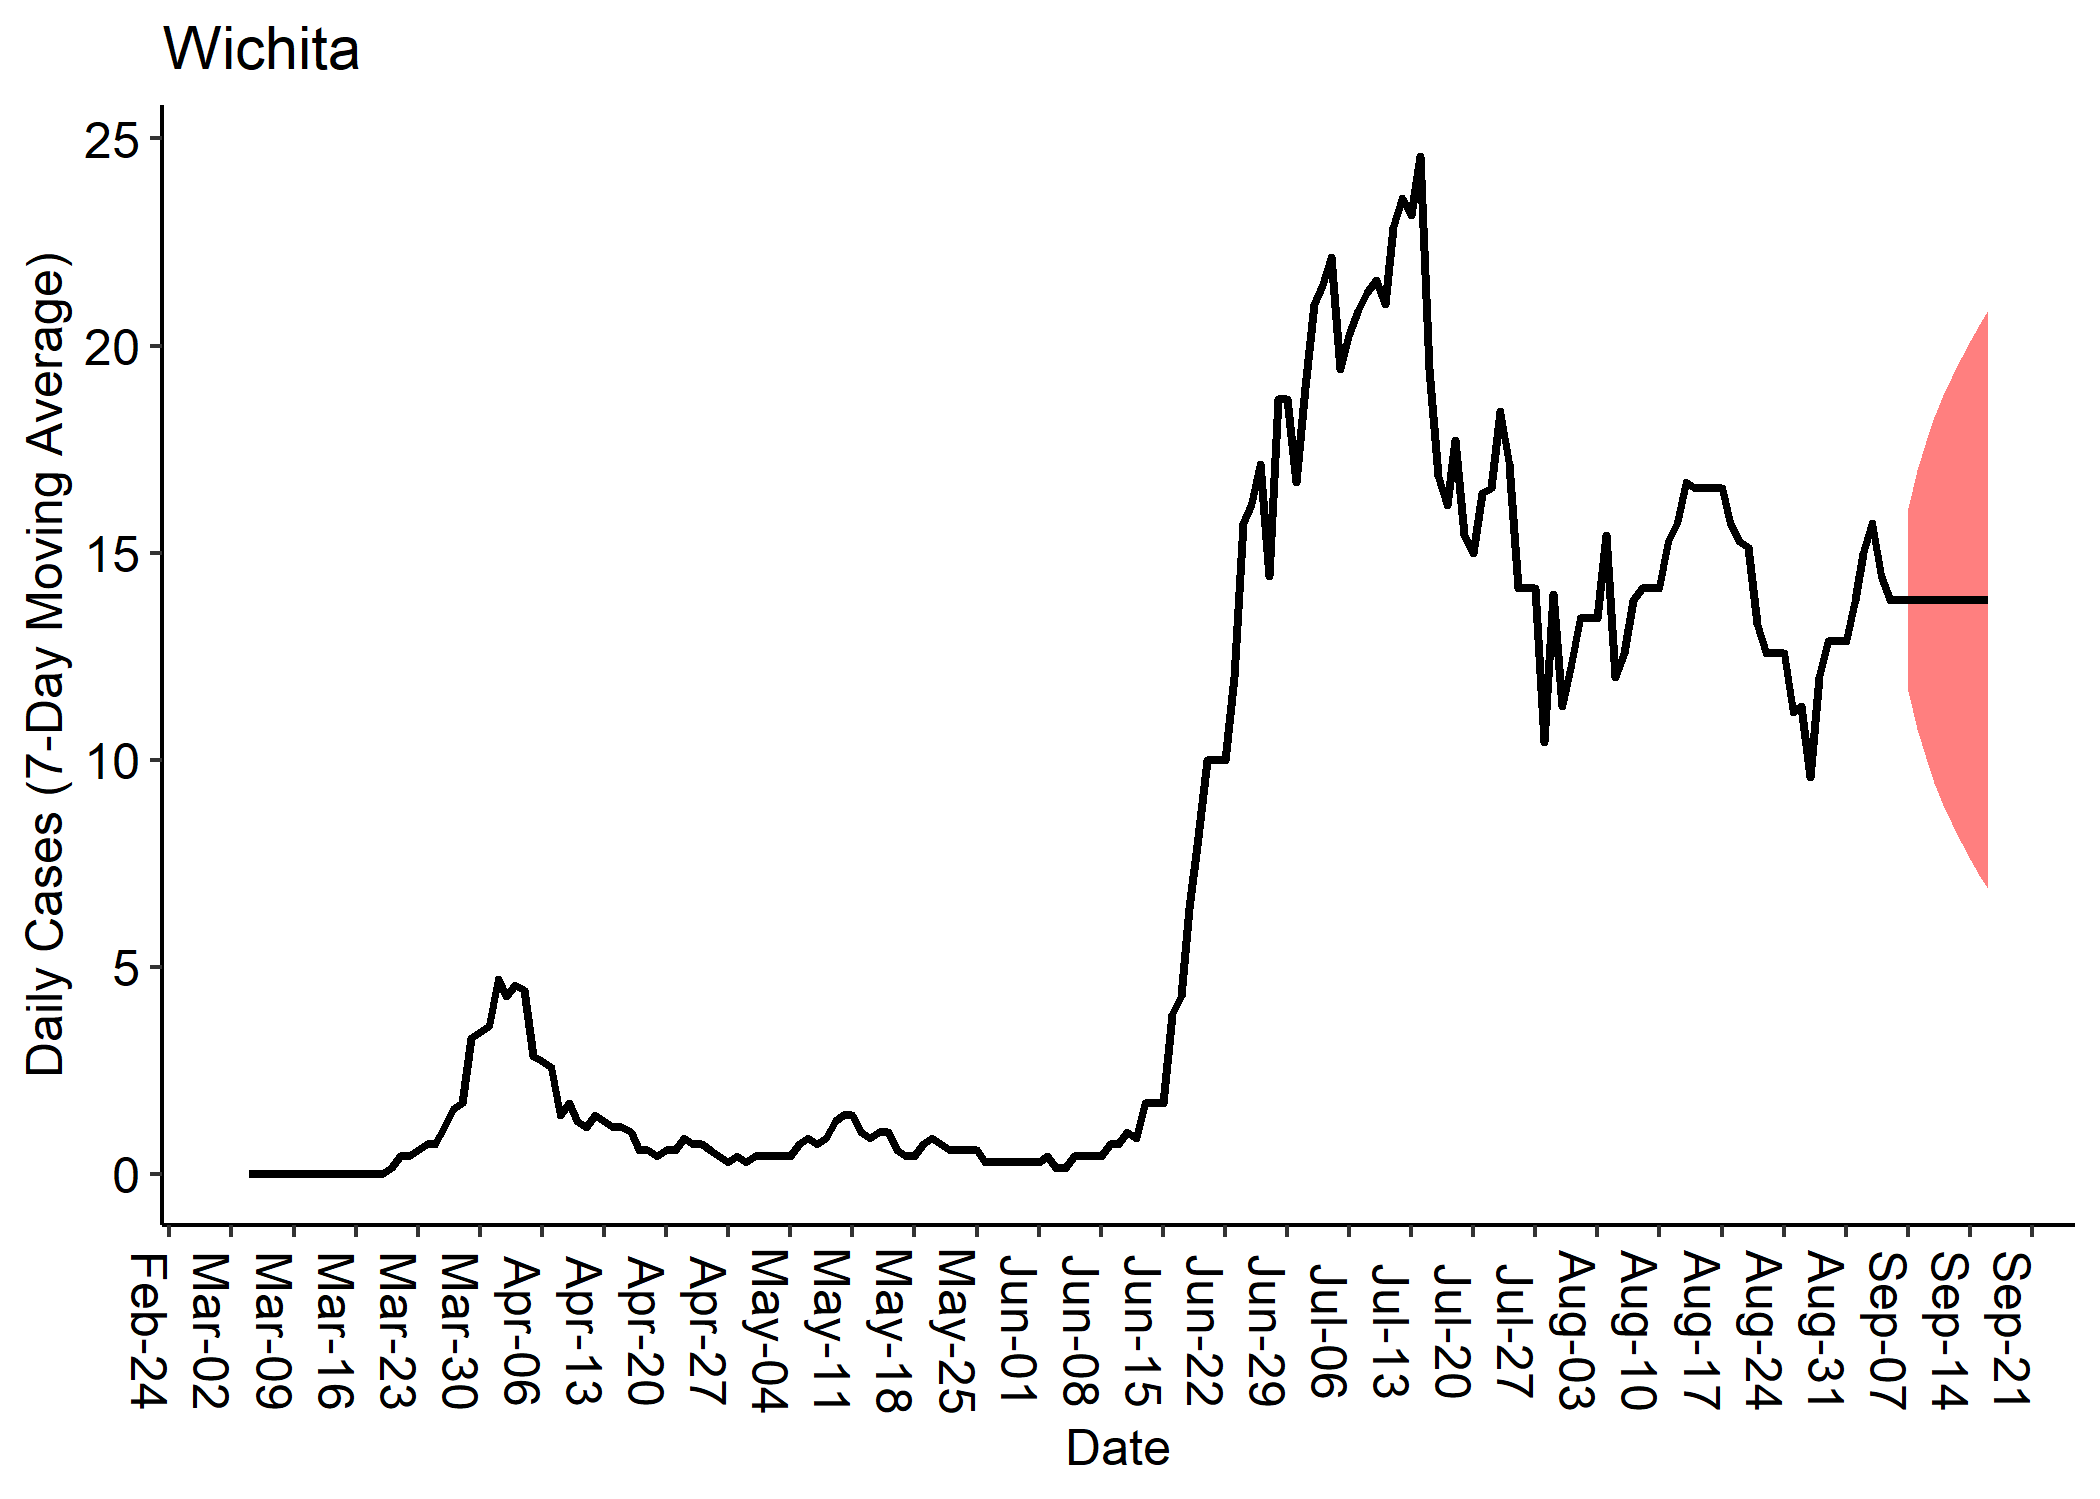 Wichita
Daily Cases (7-Day Moving Average)
25
20
15
10
5
0
Feb-24
Mar-02
Mar-09
Mar-16
Mar-23
Mar-30
Apr-06
Apr-13
Apr-20
Apr-27
May-04
May-11
May-18
May-25
Jun-01
Jun-08
Jun-15
Jun-22
Jun-29
Jul-06
Jul-13
Jul-20
Jul-27
Aug-03
Aug-10
Aug-17
Aug-24
Aug-31
Sep-07
Sep-14
Sep-21
Date